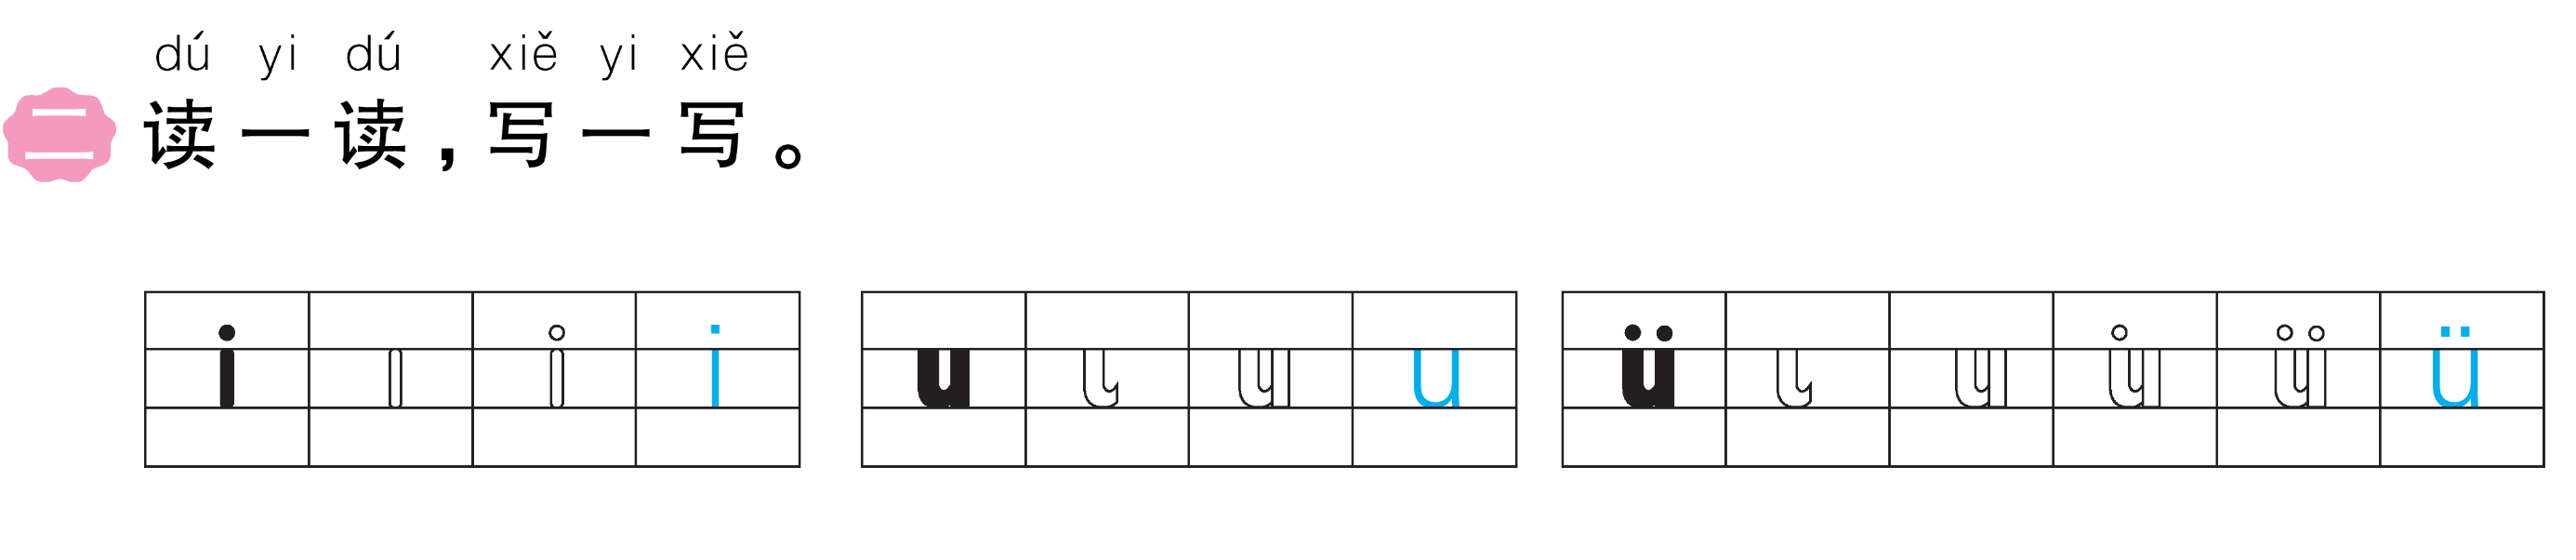 dú yi dú xiě yi xiě
二 读一读，写一写。
i ı i i u ɩ u u ü ɩ u u̇ ü ü